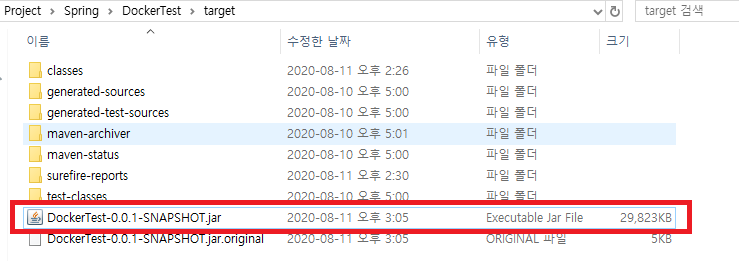 Project > Spring > DockerTest > target
target 검색
이름 수정한 날짜 유형 크기
classes 2020-08-11 오후 2:26 파일 폴더
generated-sources 2020-08-10 오후 5:00 파일 폴더
generated-test-sources 2020-08-10 오후 5:00 파일 폴더
maven-archiver 2020-08-10 오후 5:01 파일 폴더
maven-status 2020-08-10 오후 5:00 파일 폴더
surefire-reports 2020-08-11 오후 2:30 파일 폴더
test-classes 2020-08-10 오후 5:00 파일 폴더
DockerTest-0.0.1-SNAPSHOT.jar 2020-08-11 오후 3:05 Executable Jar File 29,823KB
DockerTest-0.0.1-SNAPSHOT.jar.original 2020-08-11 오후 3:05 ORIGINAL 파일 5KB